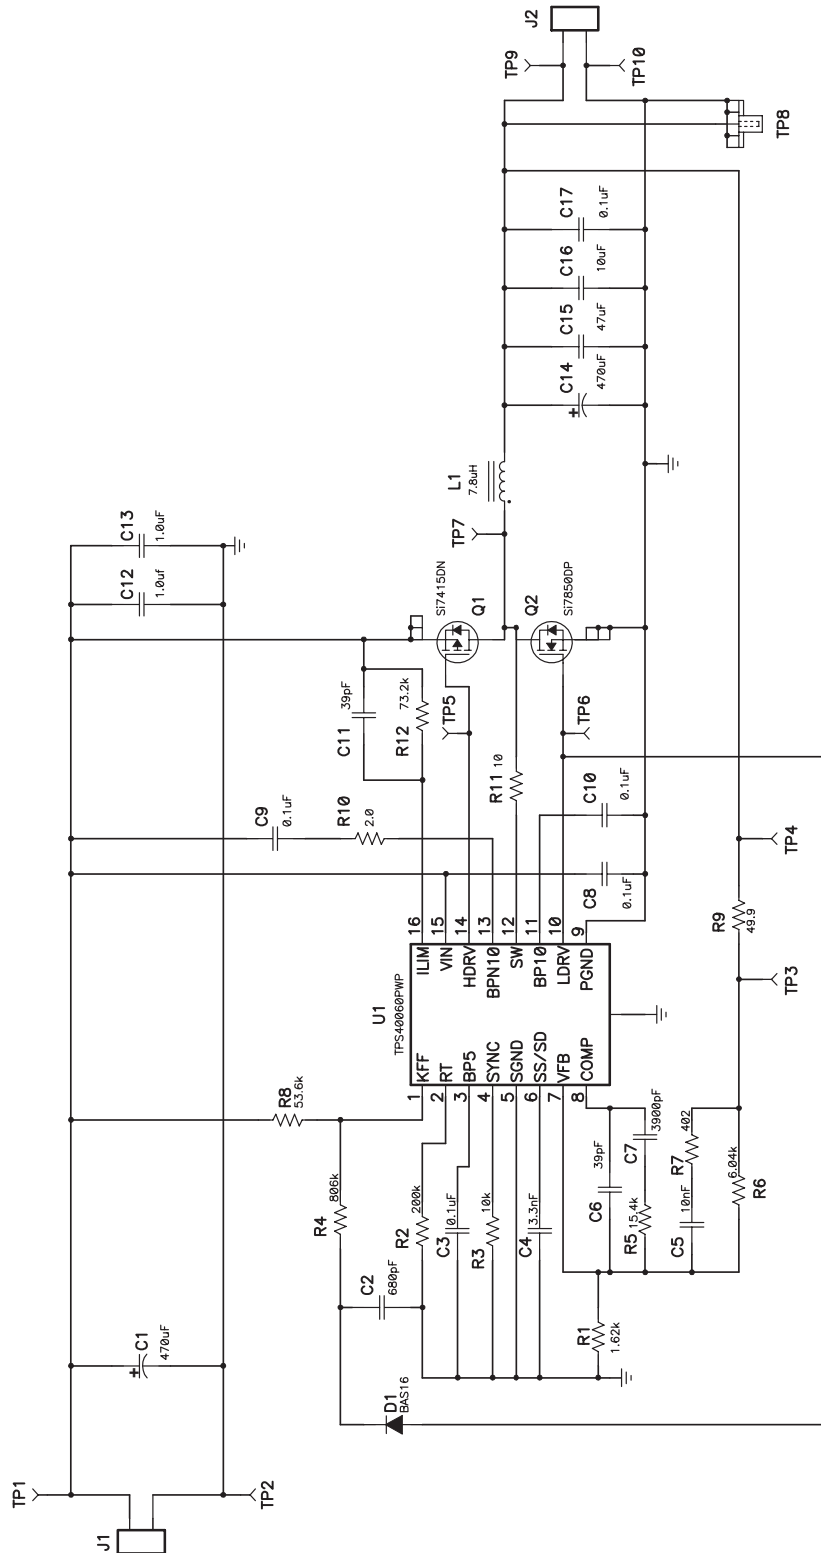 J2
TP9
TP10
TP8
C17
0.1uF
C16
10uF
C15
47uF
C14
470uF
+
L1
7.8uH
TP7
C13
1.0uF
C12
1.0uf
Si7415DN
Q1
Q2
Si7850DP
39pF
C11
73.2k
R12
TP5
TP6
R11
10
C9
0.1uF
R10
2.0
C10
0.1uF
C8
0.1uF
TP4
R9
49.9
TP3
16
15
14
13
12
11
10
9
ILIM
VIN
HDRV
BPN10
SW
BP10
LDRV
PGND
U1
TPS40060PWP
KFF
RT
BP5
SYNC
SGND
SS/SD
VFB
COMP
1
2
3
4
5
6
7
8
R8
53.6k
R4
806k
R2
200k
C3
0.1uF
R3
10k
C4
3.3nF
C6
39pF
C7
3900pF
R5
15.4k
C5
10nF
R7
402
R6
6.04k
C2
680pF
R1
1.62k
C1
470uF
+
D1
BAS16
TP1
TP2
J1